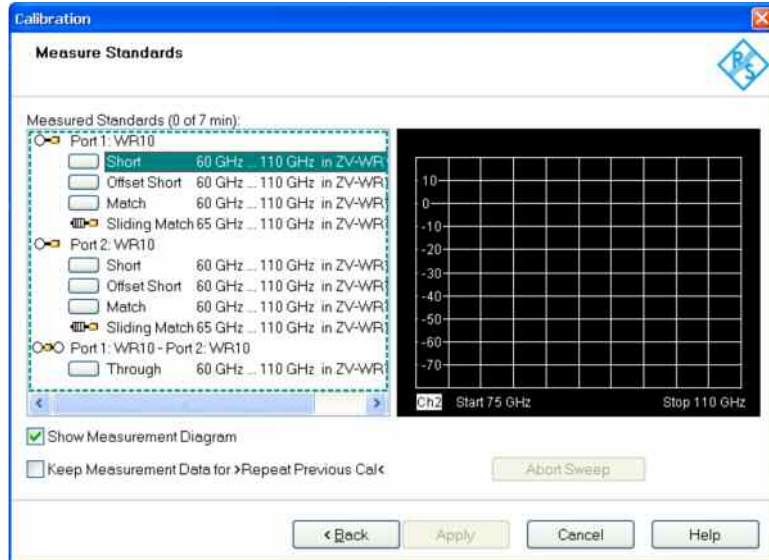 Calibration
Measure Standards
R S
Measured Standards (0 of 7 min):
Port 1: WR10
Short 60 GHz ... 110 GHz in ZV-WR
Offset Short 60 GHz ... 110 GHz in ZV-WR
Match 60 GHz ... 110 GHz in ZV-WR
Sliding Match 65 GHz ... 110 GHz in ZV-WR
Port 2: WR10
Short 60 GHz ... 110 GHz in ZV-WR
Offset Short 60 GHz ... 110 GHz in ZV-WR
Match 60 GHz ... 110 GHz in ZV-WR
Sliding Match 65 GHz ... 110 GHz in ZV-WR
Port 1: WR10 - Port 2: WR10
Through 60 GHz ... 110 GHz in ZV-WR
10
0
-10
-20
-30
-40
-50
-60
-70
Ch2 Start 75 GHz Stop 110 GHz
Show Measurement Diagram
Keep Measurement Data for >Repeat Previous Cal<
Abort Sweep
< Back
Apply
Cancel
Help